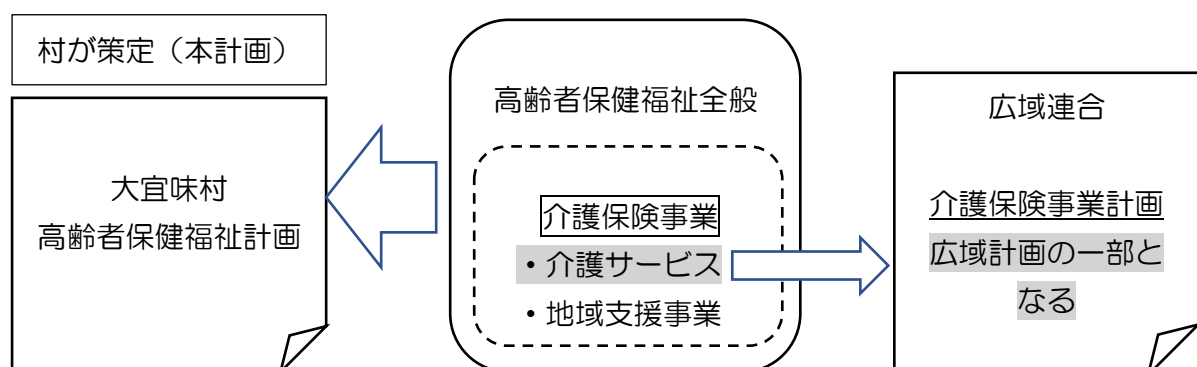 村が策定（本計画）
大宜味村
高齢者保健福祉計画
高齢者保健福祉全般
介護保険事業
・介護サービス
・地域支援事業
広域連合
介護保険事業計画
広域計画の一部と
なる